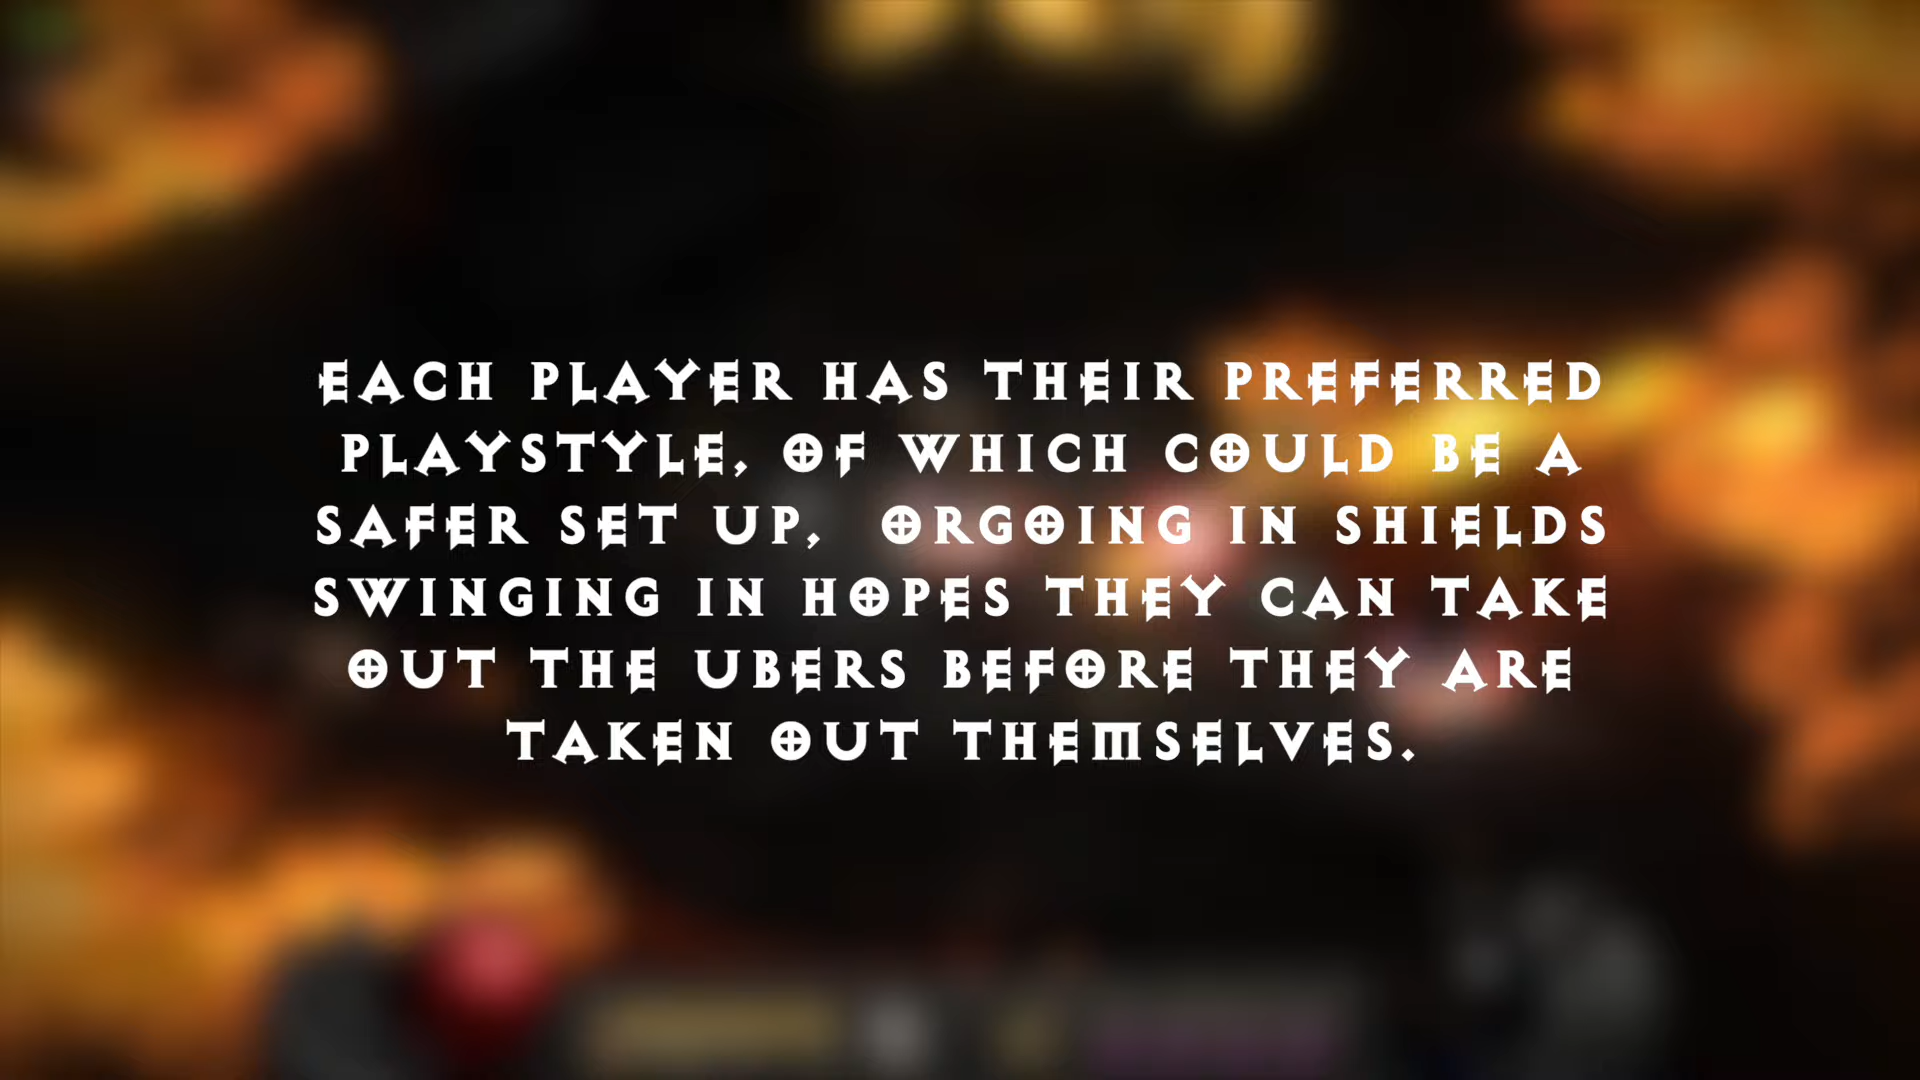 EACH PLAYER HAS THEIR PREFERRED
PLAYSTYLE, OF WHICH COULD BE A
SAFER SET UP,  ORGOING IN SHIELDS
SWINGING IN HOPES THEY CAN TAKE
OUT THE UBERS BEFORE THEY ARE
TAKEN OUT THEMSELVES.